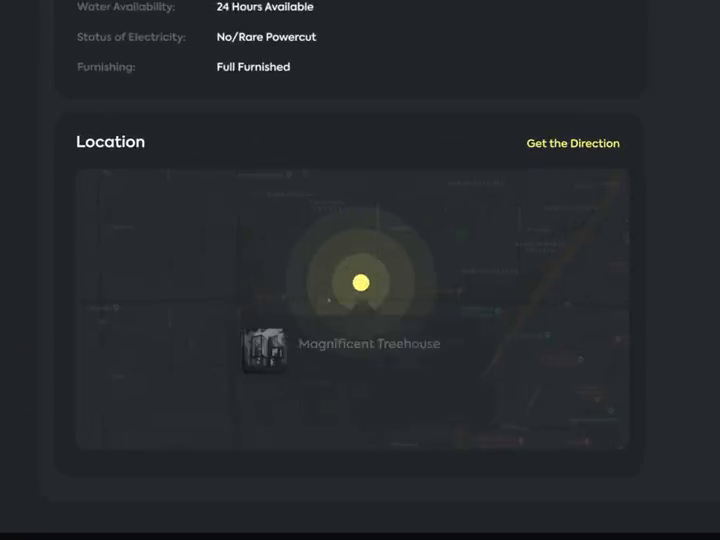 Water Availability: 24 Hours Available
Status of Electricity: No/Rare Powercut
Furnishing: Full Furnished
Location
Get the Direction
Magnificent Treehouse